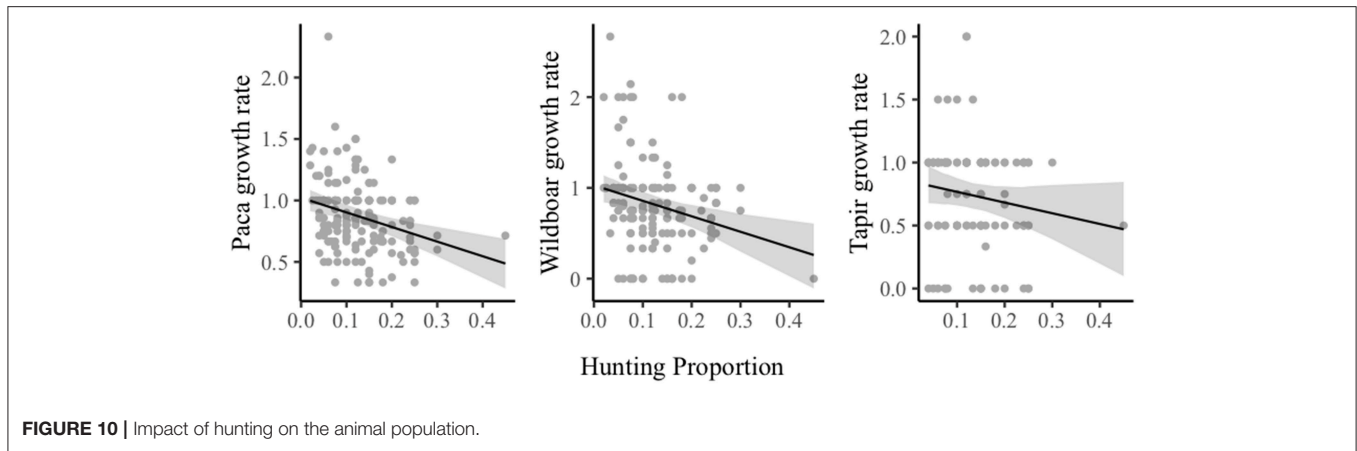 Paca growth rate
2.0
1.5
1.0
0.5
0.0 0.1 0.2 0.3 0.4
Wildboar growth rate
2
1
0
0.0 0.1 0.2 0.3 0.4
Tapir growth rate
2.0
1.5
1.0
0.5
0.0
0.1 0.2 0.3 0.4
Hunting Proportion
FIGURE 10 | Impact of hunting on the animal population.